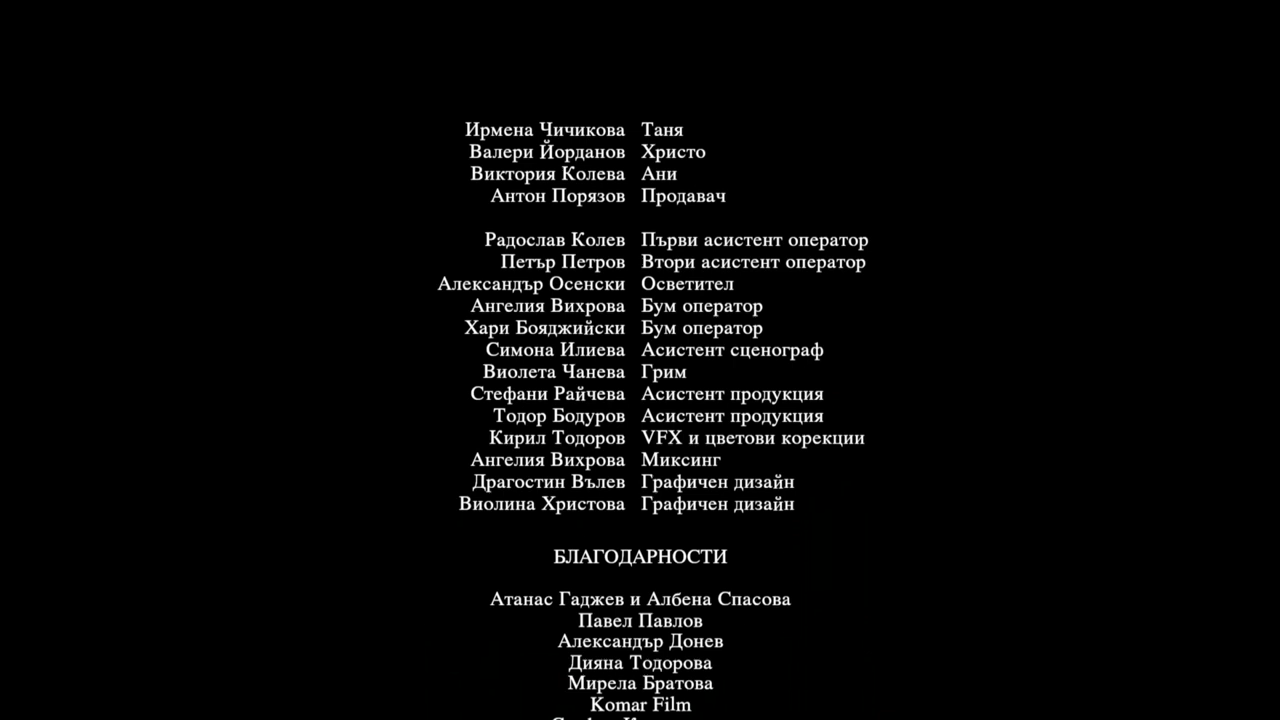 Ирмена Чичикова Таня
Валери Йорданов Христо
Виктория Колева Ани
Антон Порязов Продавач
Радослав Колев Първи асистент оператор
Петър Петров Втори асистент оператор
Александър Осенски Осветител
Ангелия Вихрова Бум оператор
Хари Бояджийски Бум оператор
Симона Илиева Асистент сценограф
Виолета Чанева Грим
Стефани Райчева Асистент продукция
Тодор Бодуров Асистент продукция
Кирил Тодоров VFX и цветови корекции
Ангелия Вихрова Миксинг
Драгостин Вълев Графичен дизайн
Виолина Христова Графичен дизайн
БЛАГОДАРНОСТИ
Атанас Гаджев и Албена Спасова
Павел Павлов
Александър Донев
Дияна Тодорова
Мирела Братова
Komar Film